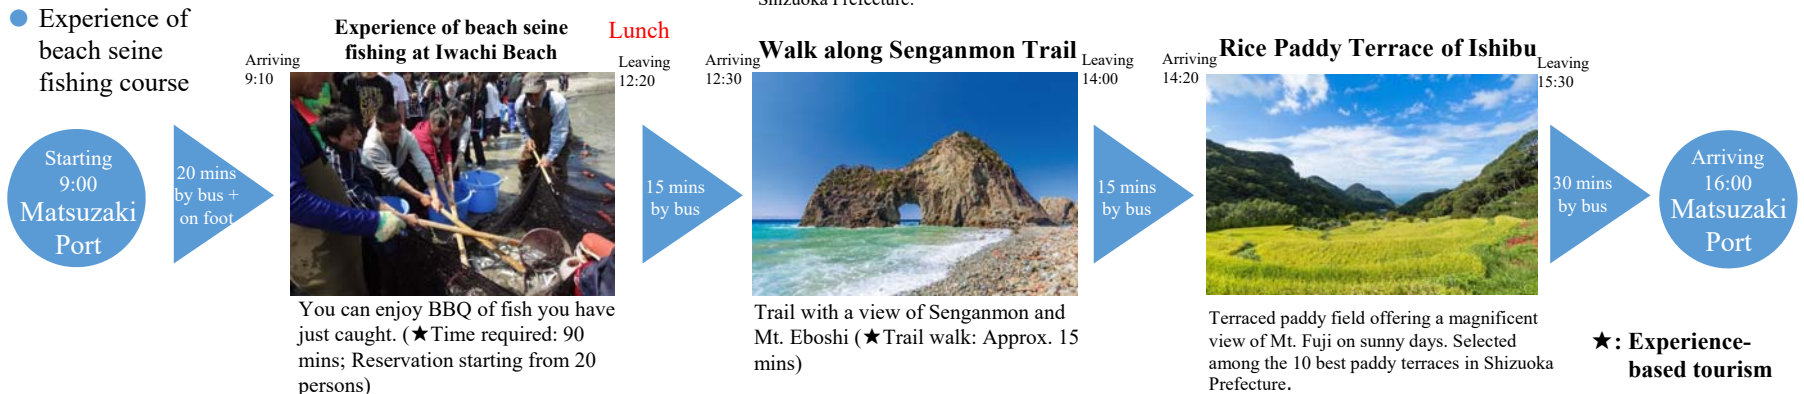 Shizuoka Prefecture.
● Experience of
beach seine
fishing course
Starting
9:00
Matsuzaki
Port
20 mins
by bus +
on foot
Arriving
9:10
Experience of beach seine
fishing at Iwachi Beach
Lunch
Leaving
12:20
You can enjoy BBQ of fish you have
just caught. (★Time required: 90
mins; Reservation starting from 20
persons)
15 mins
by bus
Arriving
12:30
Walk along Senganmon Trail
Leaving
14:00
Trail with a view of Senganmon and
Mt. Eboshi (★Trail walk: Approx. 15
mins)
15 mins
by bus
Arriving
14:20
Rice Paddy Terrace of Ishibu
Leaving
15:30
Terraced paddy field offering a magnificent
view of Mt. Fuji on sunny days. Selected
among the 10 best paddy terraces in Shizuoka
Prefecture.
30 mins
by bus
Arriving
16:00
Matsuzaki
Port
★: Experience-
based tourism